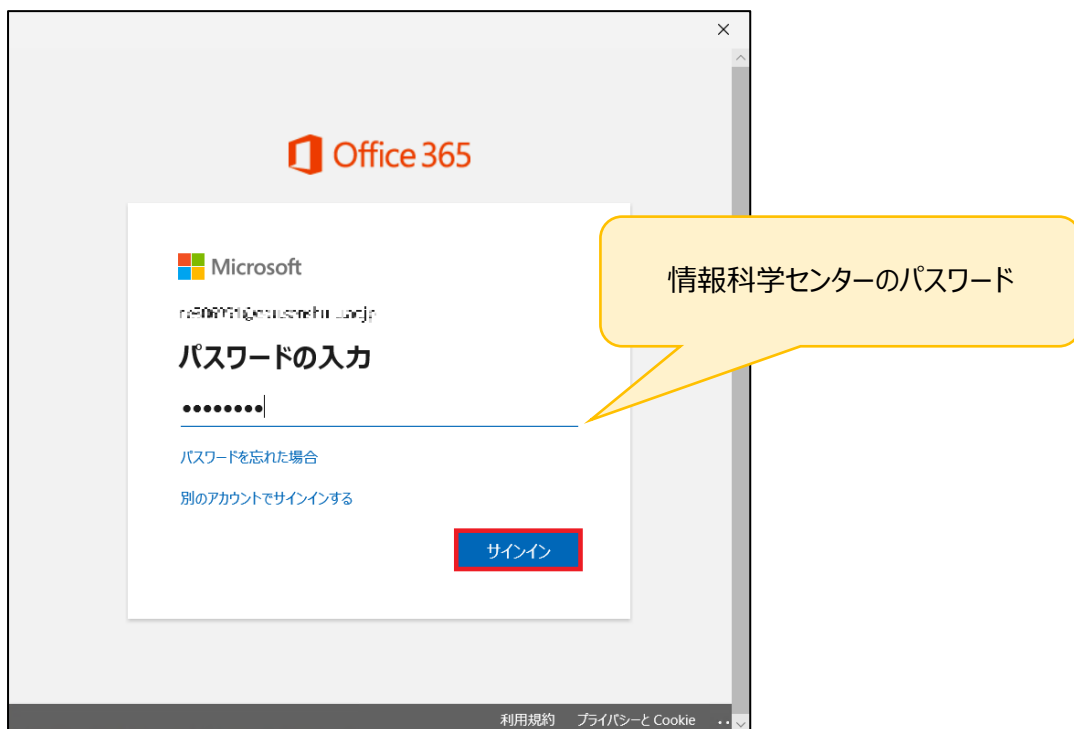 Office 365
Microsoft
パスワードの入力
パスワードを忘れた場合
別のアカウントでサインインする
サインイン
情報科学センターのパスワード
利用規約 プライバシーと Cookie